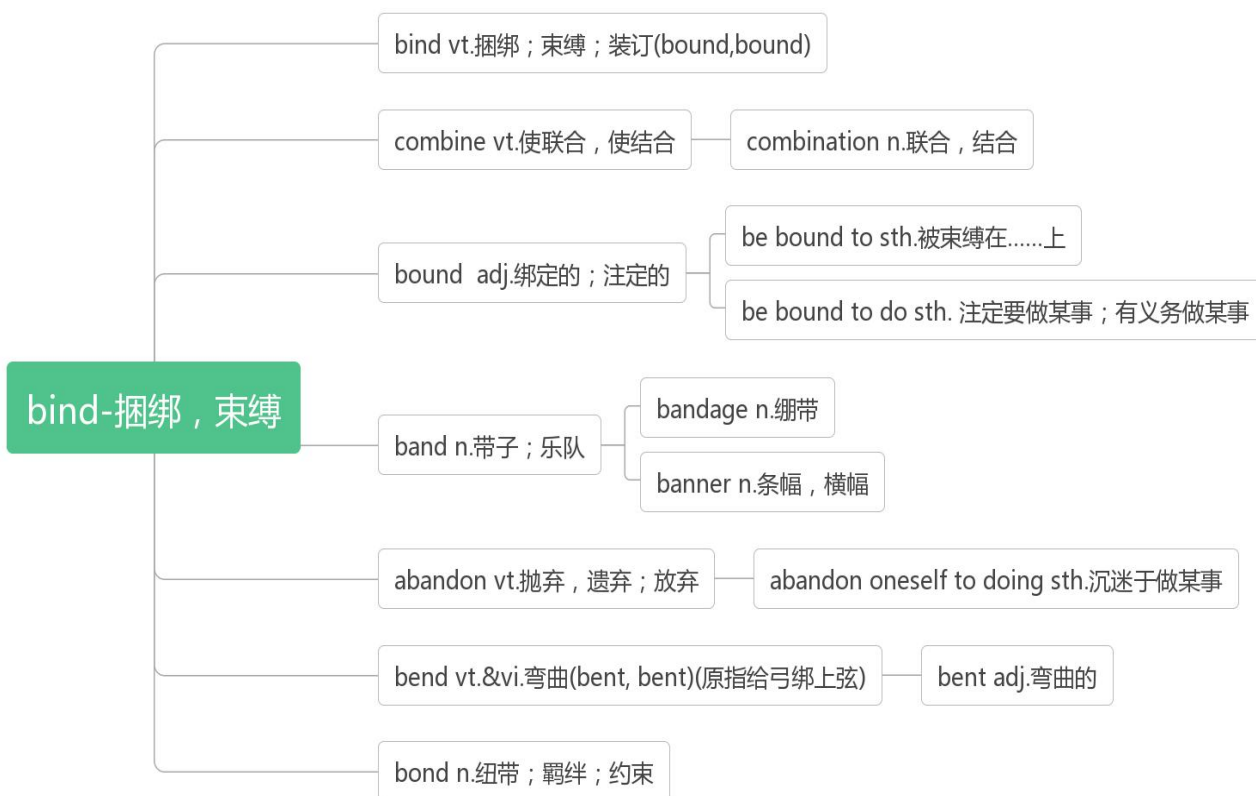 bind-捆绑，束缚
bind vt.捆绑；束缚；装订(bound,bound)
combine vt.使联合，使结合
combination n.联合，结合
bound  adj.绑定的；注定的
be bound to sth.被束缚在......上
be bound to do sth. 注定要做某事；有义务做某事
band n.带子；乐队
bandage n.绷带
banner n.条幅，横幅
abandon vt.抛弃，遗弃；放弃
abandon oneself to doing sth.沉迷于做某事
bend vt.&vi.弯曲(bent, bent)(原指给弓绑上弦)
bent adj.弯曲的
bond n.纽带；羁绊；约束